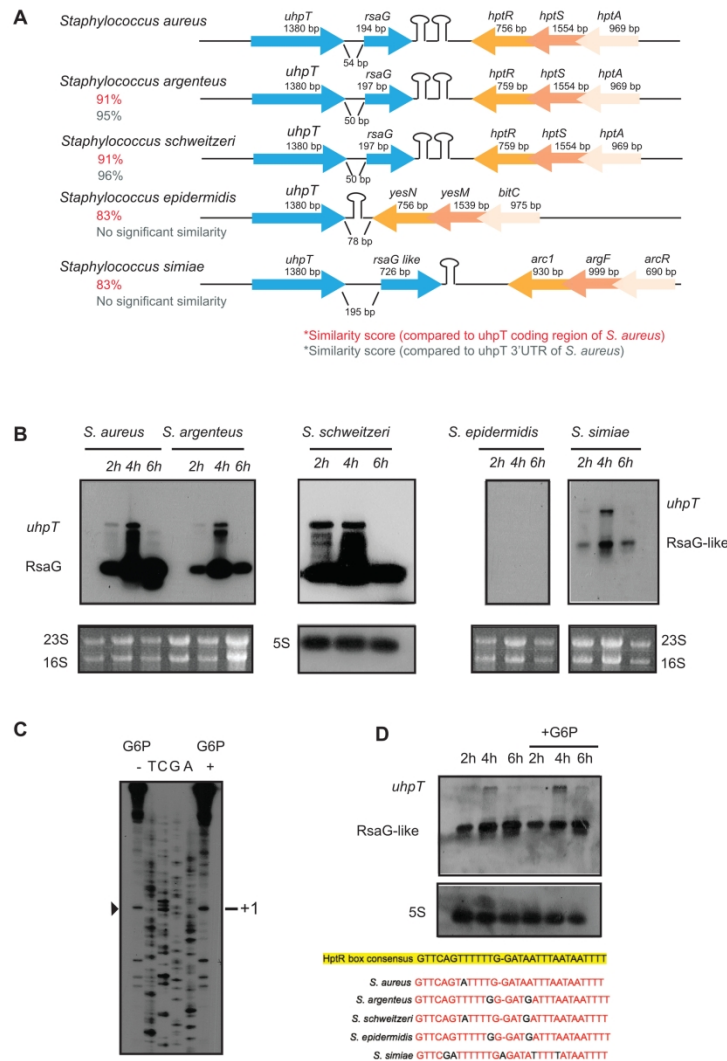 A
Staphylococcus aureus
uhpT
1380 bp
54 bp
rsaG
194 bp
hptR
756 bp
hptS
1554 bp
hptA
969 bp
Staphylococcus argenteus
91%
95%
uhpT
1380 bp
50 bp
rsaG
197 bp
hptR
759 bp
hptS
1554 bp
hptA
969 bp
Staphylococcus schweitzeri
91%
96%
uhpT
1380 bp
50 bp
rsaG
197 bp
hptR
759 bp
hptS
1554 bp
hptA
969 bp
Staphylococcus epidermidis
83%
No significant similarity
uhpT
1380 bp
78 bp
yesN
756 bp
yesM
1539 bp
bitC
975 bp
Staphylococcus simiae
83%
No significant similarity
uhpT
1380 bp
195 bp
rsaG like
726 bp
arc1
930 bp
argF
999 bp
arcR
690 bp
*Similarity score (compared to uhpT coding region of S. aureus)
*Similarity score (compared to uhpT 3'UTR of S. aureus)
B
S. aureus S. argenteus S. schweitzeri S. epidermidis S. simiae
2h 4h 6h 2h 4h 6h 2h 4h 6h 2h 4h 6h 2h 4h 6h
uhpT uhpT
RsaG RsaG-like
23S 5S 23S
16S 16S
C
G6P G6P
- T C G A +
+1
D
+G6P
2h 4h 6h 2h 4h 6h
uhpT
RsaG-like
5S
HptR box consensus GTTCAGTTTTTTG-GATAATTTAATAATTTT
S. aureus GTTCAGTATTTTG-GATAATTTAATAATTTT
S. argenteus GTTCAGTTTTTGG-GATGATTTAATAATTTT
S. schweitzeri GTTCAGTATTTTG-GATGATTTAATAATTTT
S. epidermidis GTTCAGTTTTTGG-GATGATTTAATAATTTT
S. simiae GTTCGATTTTTTGAGATATTTTTATAATTTT